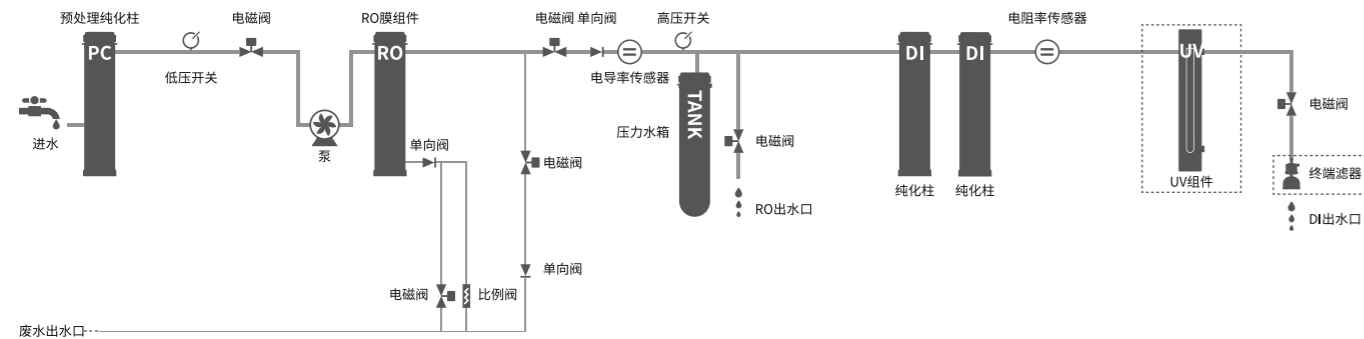 预处理纯化柱
电磁阀
RO膜组件
电磁阀 单向阀
高压开关
电阻率传感器
PC
RO
DI
DI
UV
低压开关
电导率传感器
TANK
压力水箱
进水
泵
单向阀
电磁阀
电磁阀
电磁阀
终端滤器
纯化柱
纯化柱
UV组件
RO出水口
DI出水口
单向阀
电磁阀
比例阀
废水出水口